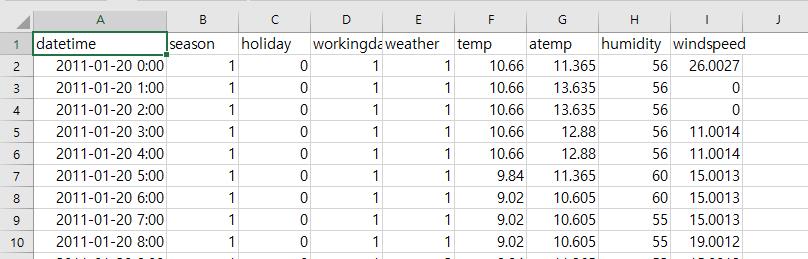 A B C D E F G H I J
1 datetime season holiday workingda weather temp atemp humidity windspeed
2 2011-01-20 0:00 1 0 1 1 10.66 11.365 56 26.0027
3 2011-01-20 1:00 1 0 1 1 10.66 13.635 56 0
4 2011-01-20 2:00 1 0 1 1 10.66 13.635 56 0
5 2011-01-20 3:00 1 0 1 1 10.66 12.88 56 11.0014
6 2011-01-20 4:00 1 0 1 1 10.66 12.88 56 11.0014
7 2011-01-20 5:00 1 0 1 1 9.84 11.365 60 15.0013
8 2011-01-20 6:00 1 0 1 1 9.02 10.605 60 15.0013
9 2011-01-20 7:00 1 0 1 1 9.02 10.605 55 15.0013
10 2011-01-20 8:00 1 0 1 1 9.02 10.605 55 19.0012